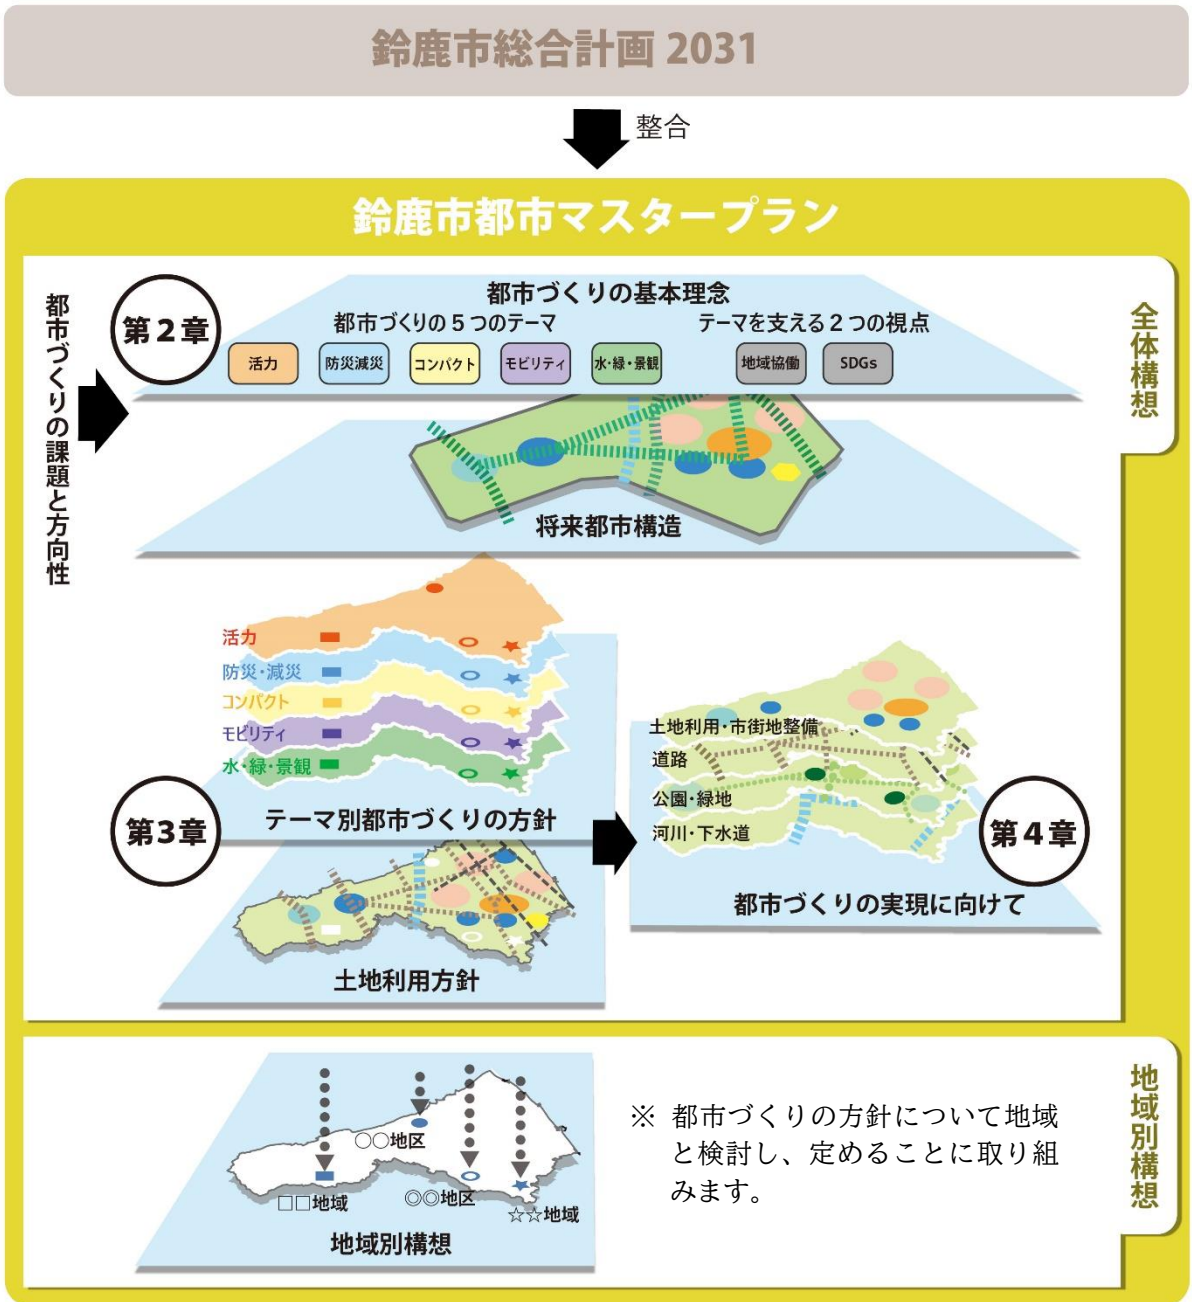 鈴鹿市総合計画 2031
整合
鈴鹿市都市マスタープラン
全体構想
都市づくりの課題と方向性
第2章
都市づくりの基本理念
都市づくりの5つのテーマ
テーマを支える2つの視点
活力
防災減災
コンパクト
モビリティ
水・緑・景観
地域協働
SDGs
将来都市構造
活力
防災・減災
コンパクト
モビリティ
水・緑・景観
第3章
テーマ別都市づくりの方針
土地利用方針
土地利用・市街地整備
道路
公園・緑地
河川・下水道
第4章
都市づくりの実現に向けて
地域別構想
○○地区
□□地域
◎◎地区
☆☆地域
地域別構想
※ 都市づくりの方針について地域
と検討し、定めることに取り組
みます。